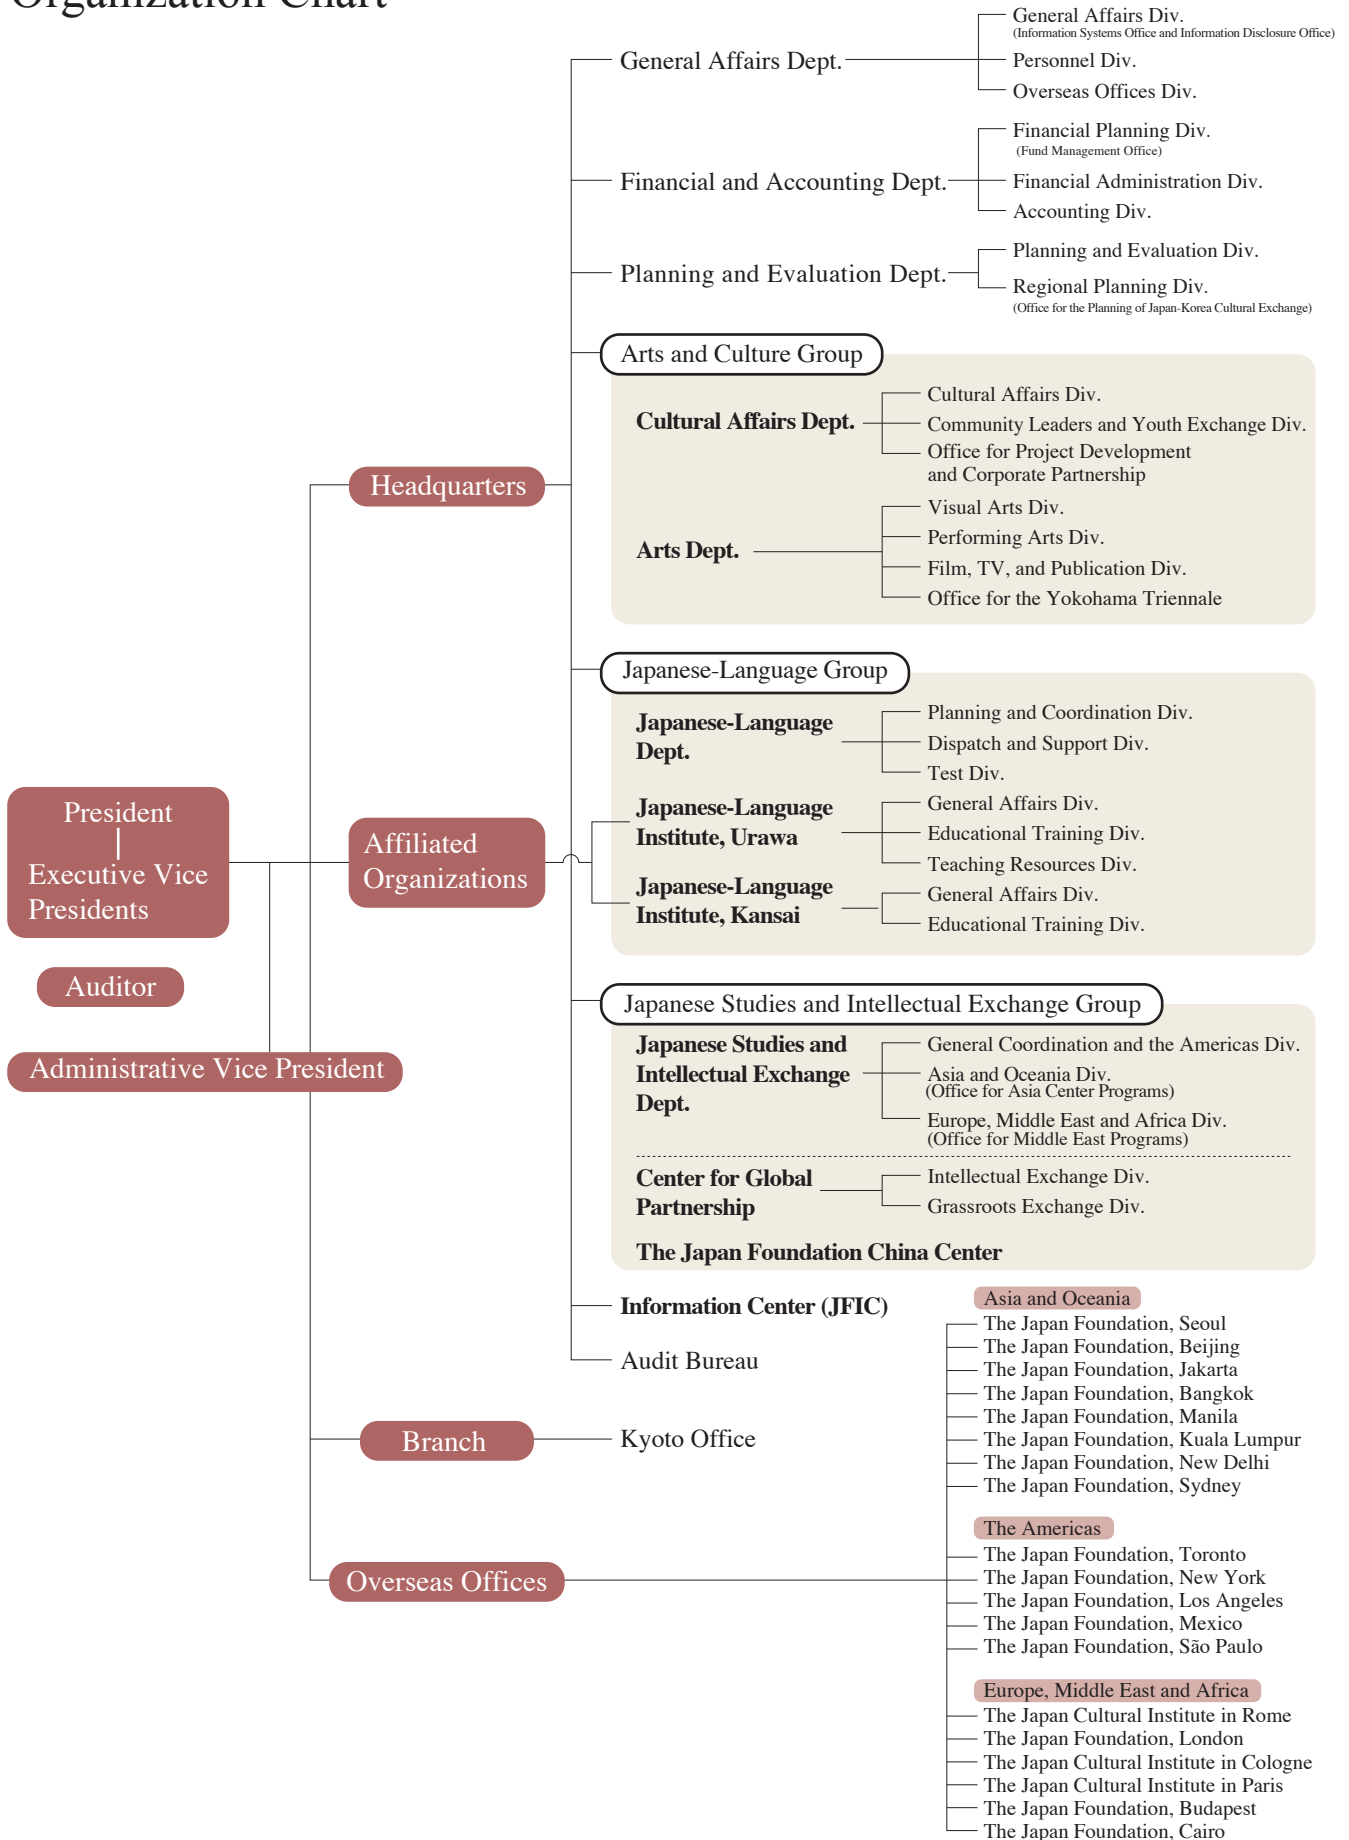 Organization Chart
General Affairs Div.
(Information Systems Office and Information Disclosure Office)
General Affairs Dept.
Personnel Div.
Overseas Offices Div.
Financial Planning Div.
(Fund Management Office)
Financial and Accounting Dept.
Financial Administration Div.
Accounting Div.
Planning and Evaluation Div.
Planning and Evaluation Dept.
Regional Planning Div.
(Office for the Planning of Japan-Korea Cultural Exchange)
Arts and Culture Group
Cultural Affairs Div.
Cultural Affairs Dept.
Community Leaders and Youth Exchange Div.
Office for Project Development
and Corporate Partnership
Headquarters
Visual Arts Div.
Performing Arts Div.
Arts Dept.
Film, TV, and Publication Div.
Office for the Yokohama Triennale
Japanese-Language Group
Japanese-Language
Dept.
Planning and Coordination Div.
Dispatch and Support Div.
Test Div.
President
Executive Vice
Presidents
Affiliated
Organizations
Japanese-Language
Institute, Urawa
General Affairs Div.
Educational Training Div.
Teaching Resources Div.
Japanese-Language
Institute, Kansai
General Affairs Div.
Educational Training Div.
Auditor
Administrative Vice President
Japanese Studies and Intellectual Exchange Group
Japanese Studies and
Intellectual Exchange
Dept.
General Coordination and the Americas Div.
Asia and Oceania Div.
(Office for Asia Center Programs)
Europe, Middle East and Africa Div.
(Office for Middle East Programs)
Center for Global
Partnership
Intellectual Exchange Div.
Grassroots Exchange Div.
The Japan Foundation China Center
Information Center (JFIC)
Audit Bureau
Branch
Kyoto Office
Overseas Offices
Asia and Oceania
The Japan Foundation, Seoul
The Japan Foundation, Beijing
The Japan Foundation, Jakarta
The Japan Foundation, Bangkok
The Japan Foundation, Manila
The Japan Foundation, Kuala Lumpur
The Japan Foundation, New Delhi
The Japan Foundation, Sydney
The Americas
The Japan Foundation, Toronto
The Japan Foundation, New York
The Japan Foundation, Los Angeles
The Japan Foundation, Mexico
The Japan Foundation, São Paulo
Europe, Middle East and Africa
The Japan Cultural Institute in Rome
The Japan Foundation, London
The Japan Cultural Institute in Cologne
The Japan Cultural Institute in Paris
The Japan Foundation, Budapest
The Japan Foundation, Cairo